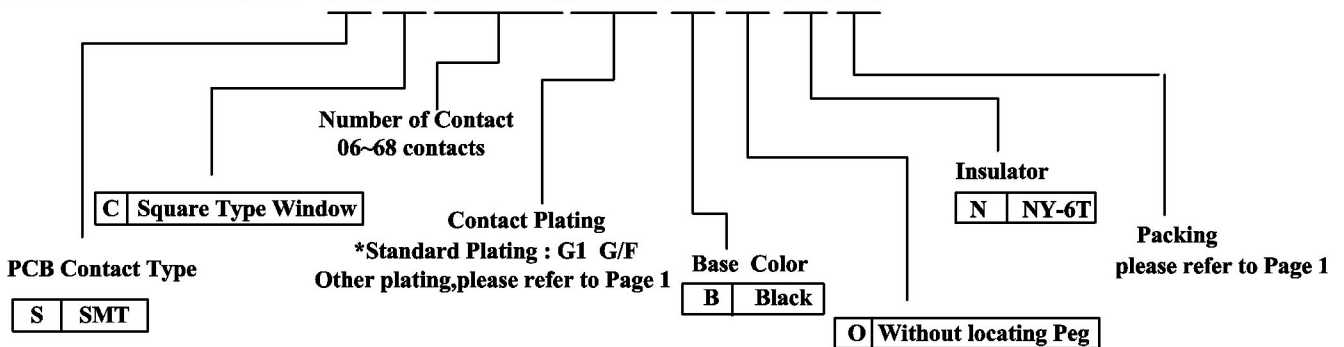 Number of Contact
06~68 contacts
C Square Type Window
Insulator
N NY-6T
Contact Plating
*Standard Plating : G1 G/F
Other plating,please refer to Page 1
Packing
please refer to Page 1
PCB Contact Type
S SMT
Base Color
B Black
O Without locating Peg